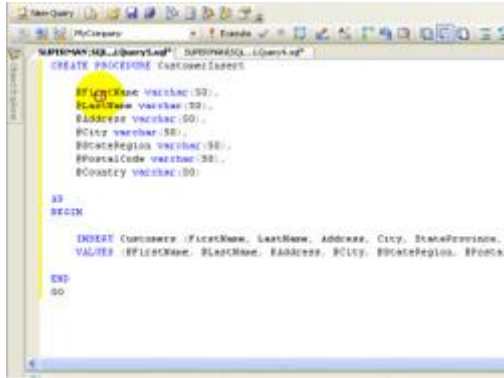 New Query
MyCompany Execute
SUPERMAN\SQL...LQuery5.sql* SUPERMAN\SQL...LQuery4.sql*
CREATE PROCEDURE CustomerInsert
@FirstName varchar(50),
@LastName varchar(50),
@Address varchar(50),
@City varchar(50),
@StateRegion varchar(50),
@PostalCode varchar(50),
@Country varchar(50)
AS
BEGIN
INSERT Customers (FirstName, LastName, Address, City, StateProvince,
VALUES (@FirstName, @LastName, @Address, @City, @StateRegion, @Posta
END
GO